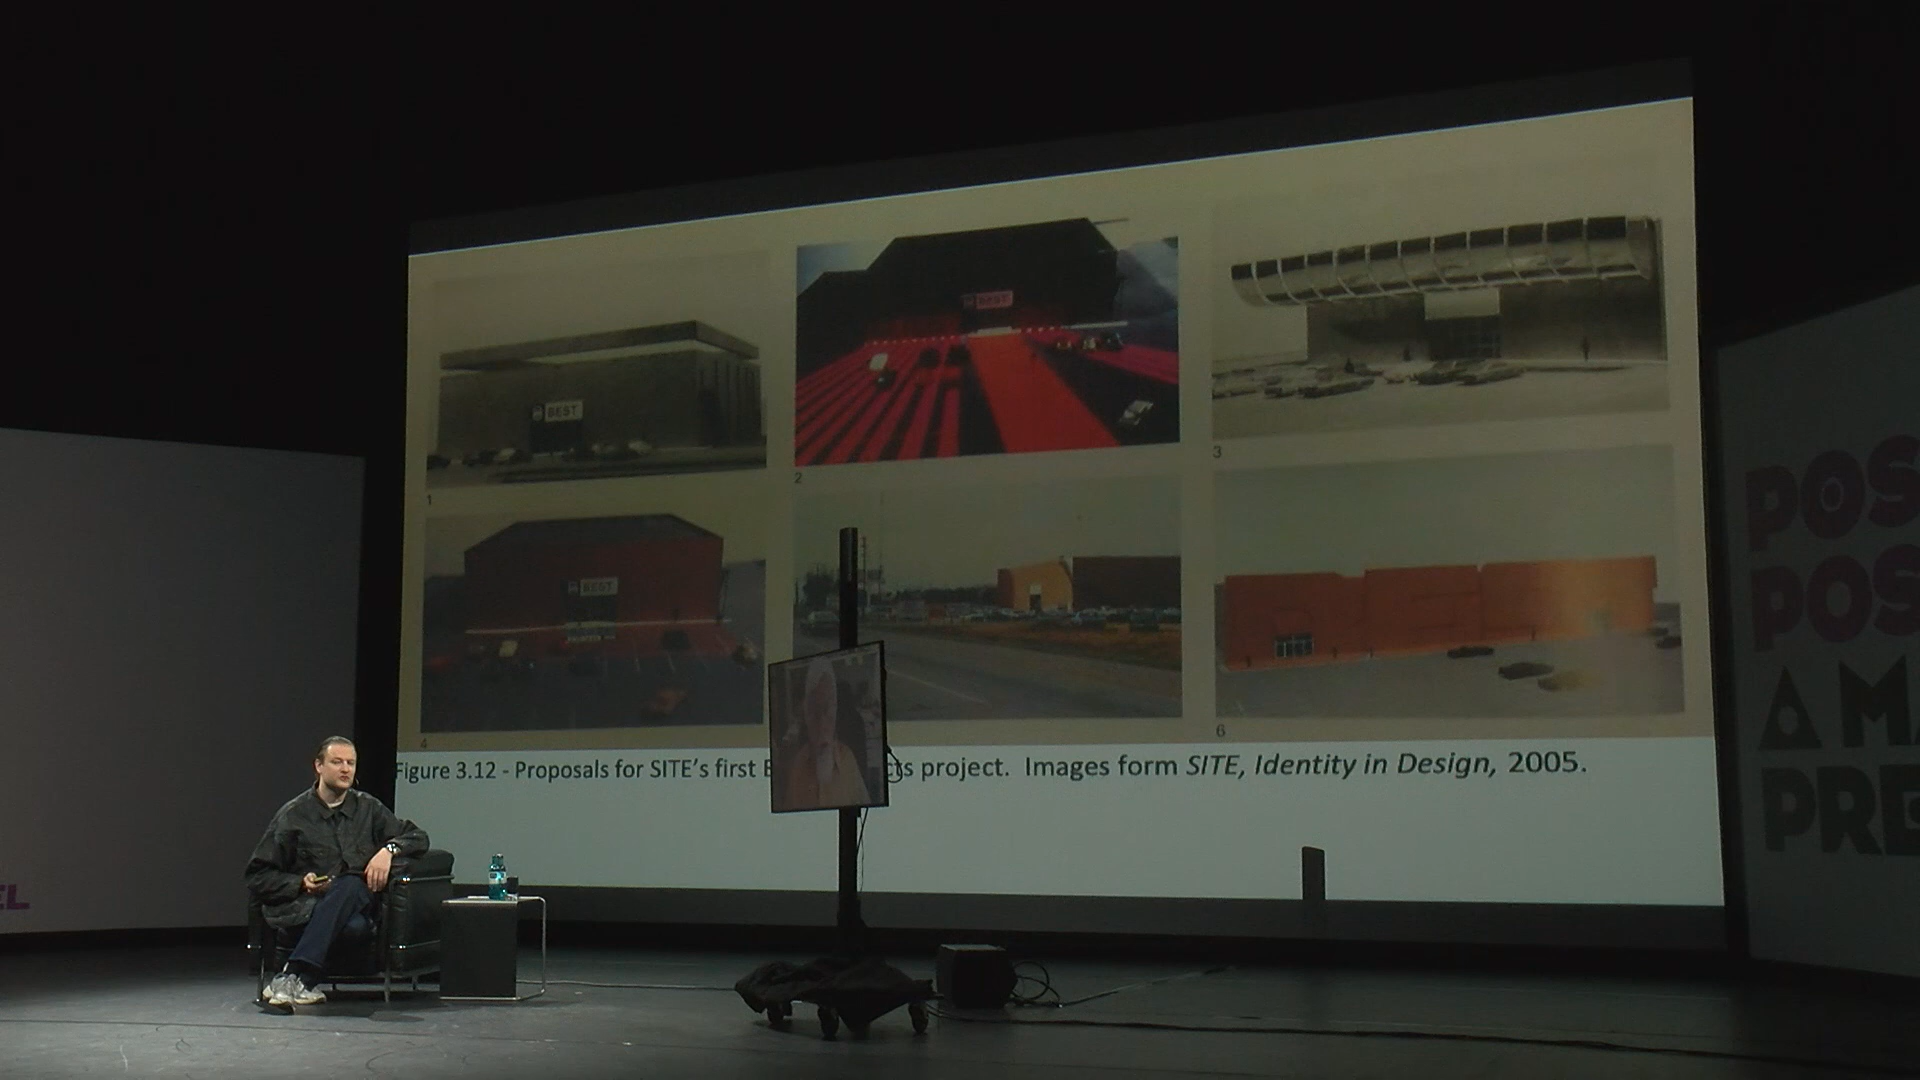 BEST
BEST
BEST
1
2
3
4
6
Figure 3.12 - Proposals for SITE's first B cts project. Images form SITE, Identity in Design, 2005.
POS
POS
A MA
PRE
EL